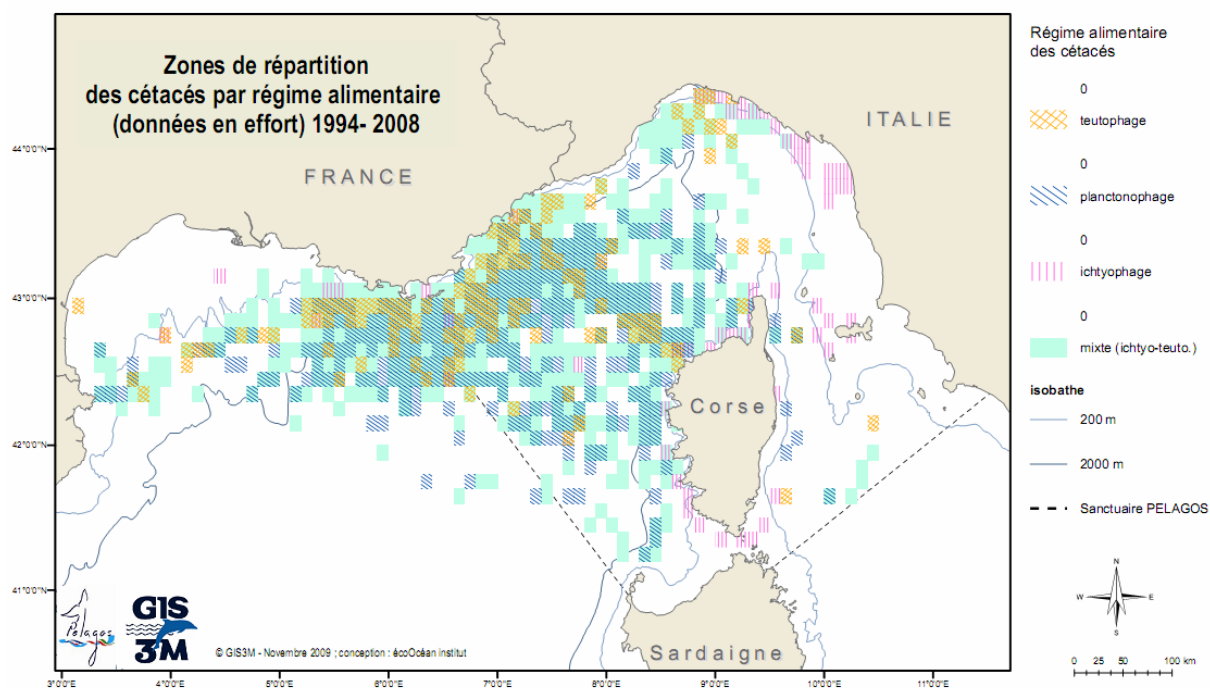 Zones de répartition
des cétacés par régime alimentaire
(données en effort) 1994- 2008
FRANCE
ITALIE
Corse
Sardaigne
44°0'0"N
43°0'0"N
42°0'0"N
41°0'0"N
3°0'0"E
4°0'0"E
5°0'0"E
6°0'0"E
7°0'0"E
8°0'0"E
9°0'0"E
10°0'0"E
11°0'0"E
Pelagos
GIS
3M
© GIS3M - Novembre 2009 ; conception : écoOcéan institut
Régime alimentaire
des cétacés
0
teutophage
0
planctonophage
0
ichtyophage
0
mixte (ichtyo-teuto.)
isobathe
200 m
2000 m
Sanctuaire PELAGOS
N
W E
S
0 25 50 100 km